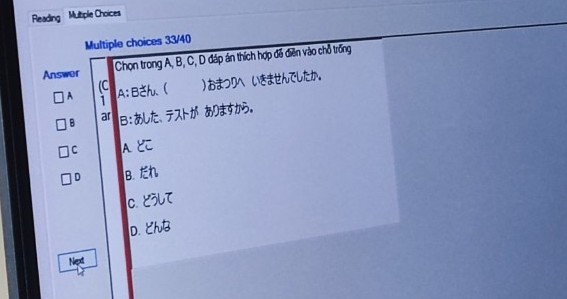 Reading Multiple Choices
Multiple choices 33/40
Answer
Chọn trong A, B, C, D đáp án thích hợp để điền vào chỗ trống
(C
1
ar
A:Bさん、( )おまつりへ いきませんでしたか。
B:あした、テストが ありますから。
A
B
C
D
A. どこ
B. だれ
C. どうして
D. どんな
Next